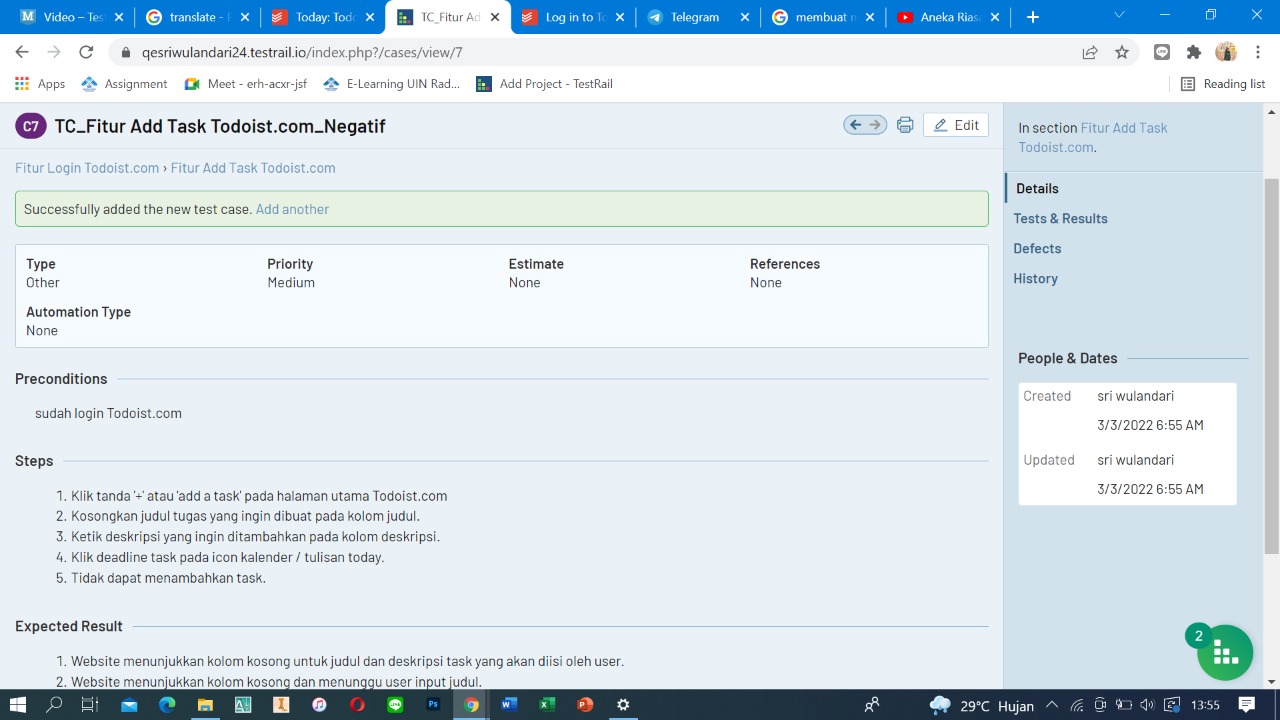 Video – Tes
translate -
Today: Tod
TC_Fitur Ad
Log in to To
Telegram
membuat
Aneka Rias
qesriwulandari24.testrail.io/index.php?/cases/view/7
Apps
Assignment
Meet - erh-acxr-jsf
E-Learning UIN Rad...
Add Project - TestRail
Reading list
C7
TC_Fitur Add Task Todoist.com_Negatif
Edit
Fitur Login Todoist.com › Fitur Add Task Todoist.com
Successfully added the new test case. Add another
Type
Priority
Estimate
References
Other
Medium
None
None
Automation Type
None
Preconditions
sudah login Todoist.com
Steps
1. Klik tanda '+' atau 'add a task' pada halaman utama Todoist.com
2. Kosongkan judul tugas yang ingin dibuat pada kolom judul.
3. Ketik deskripsi yang ingin ditambahkan pada kolom deskripsi.
4. Klik deadline task pada icon kalender / tulisan today.
5. Tidak dapat menambahkan task.
Expected Result
1. Website menunjukkan kolom kosong untuk judul dan deskripsi task yang akan diisi oleh user.
2. Website menunjukkan kolom kosong dan menunggu user input judul.
In section Fitur Add Task
Todoist.com.
Details
Tests & Results
Defects
History
People & Dates
Created
sri wulandari
3/3/2022 6:55 AM
Updated
sri wulandari
3/3/2022 6:55 AM
2
29°C Hujan
13:55